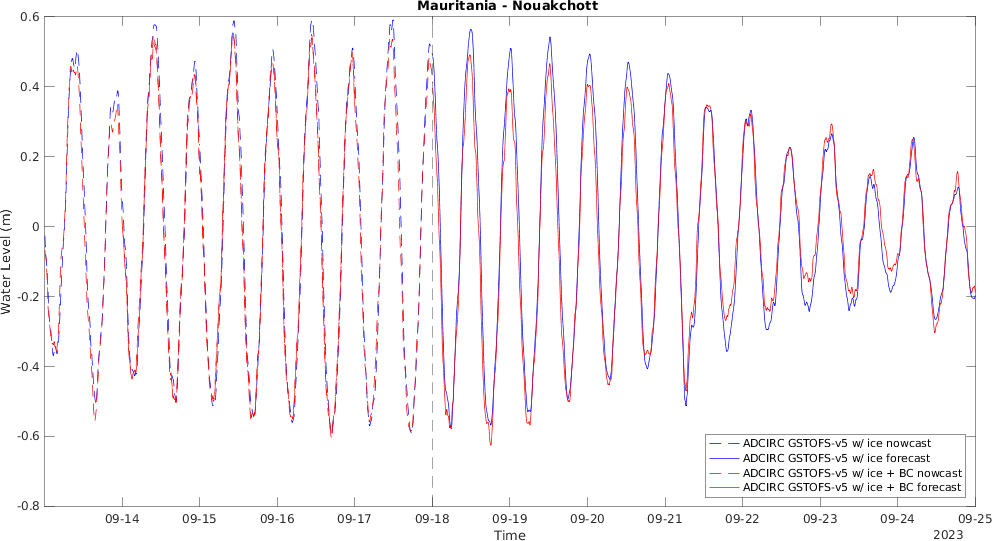 Mauritania - Nouakchott
0.6
0.4
0.2
0
-0.2
-0.4
-0.6
-0.8
Water Level (m)
ADCIRC GSTOFS-v5 w/ ice nowcast
ADCIRC GSTOFS-v5 w/ ice forecast
ADCIRC GSTOFS-v5 w/ ice + BC nowcast
ADCIRC GSTOFS-v5 w/ ice + BC forecast
09-14 09-15 09-16 09-17 09-18 09-19 09-20 09-21 09-22 09-23 09-24 09-25
Time
2023